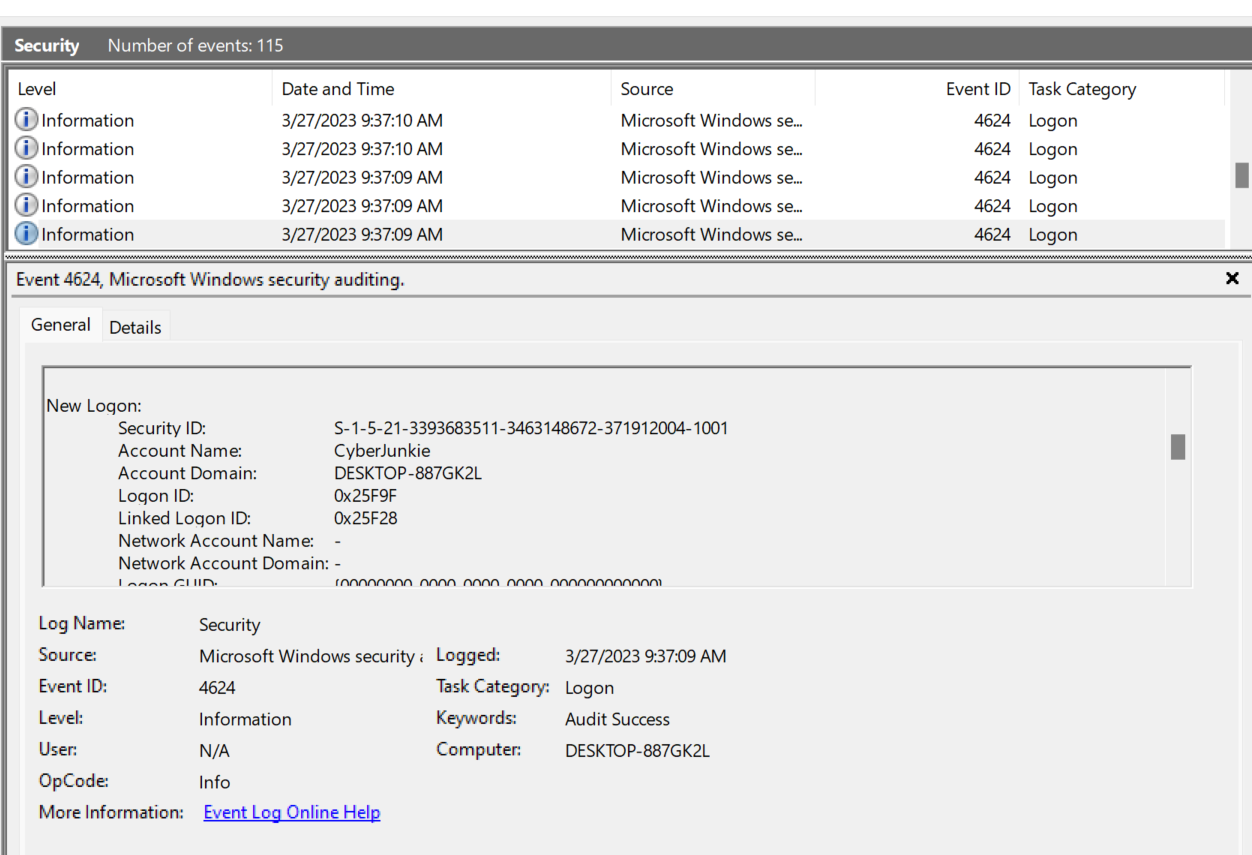 Security Number of events: 115
Level Date and Time Source Event ID Task Category
Information 3/27/2023 9:37:10 AM Microsoft Windows se... 4624 Logon
Information 3/27/2023 9:37:10 AM Microsoft Windows se... 4624 Logon
Information 3/27/2023 9:37:09 AM Microsoft Windows se... 4624 Logon
Information 3/27/2023 9:37:09 AM Microsoft Windows se... 4624 Logon
Information 3/27/2023 9:37:09 AM Microsoft Windows se... 4624 Logon
Event 4624, Microsoft Windows security auditing.
General Details
New Logon:
Security ID: S-1-5-21-3393683511-3463148672-371912004-1001
Account Name: CyberJunkie
Account Domain: DESKTOP-887GK2L
Logon ID: 0x25F9F
Linked Logon ID: 0x25F28
Network Account Name: -
Network Account Domain: -
Logon GUID: {00000000-0000-0000-0000-000000000000}
Log Name: Security
Source: Microsoft Windows security a Logged: 3/27/2023 9:37:09 AM
Event ID: 4624 Task Category: Logon
Level: Information Keywords: Audit Success
User: N/A Computer: DESKTOP-887GK2L
OpCode: Info
More Information: Event Log Online Help